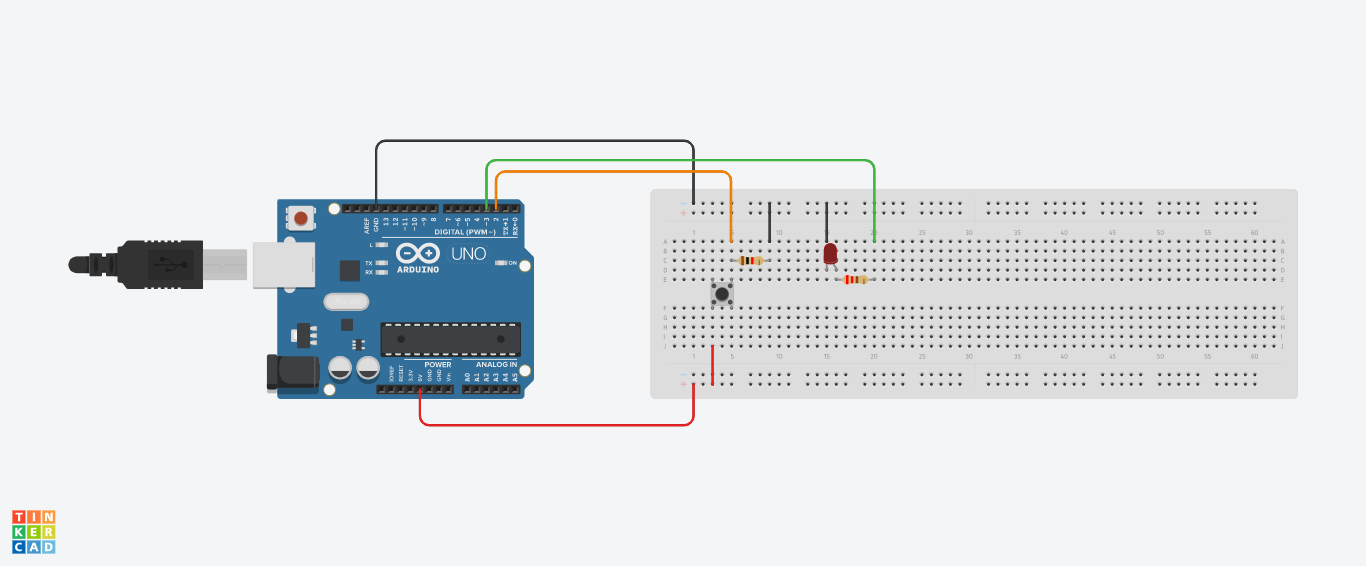 AREF
GND
13
12
~11
~10
~9
8
7
~6
~5
4
~3
2
TX→1
RX←0
DIGITAL (PWM~)
L
TX
RX
UNO
ARDUINO
ON
IOREF
RESET
3.3V
5V
GND
GND
Vin
POWER
ANALOG IN
A0
A1
A2
A3
A4
A5
1 5 15 20 25 30 35 40 45 50 55 60
A A
B B
C C
D D
E E
F F
G G
H H
I I
J J
1 5 15 20 25 30 35 40 45 50 55 60
TIN
KER
CAD